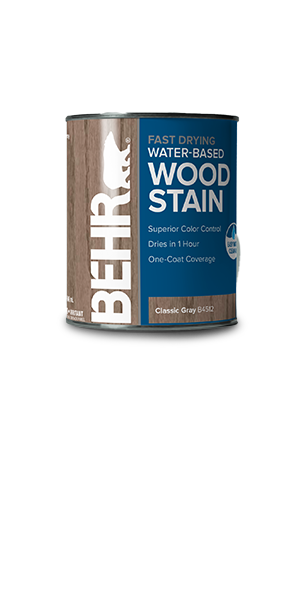 BEHR
FAST DRYING
WATER-BASED
WOOD
STAIN
Superior Color Control
Dries in 1 Hour
One-Coat Coverage
Classic Gray B4512